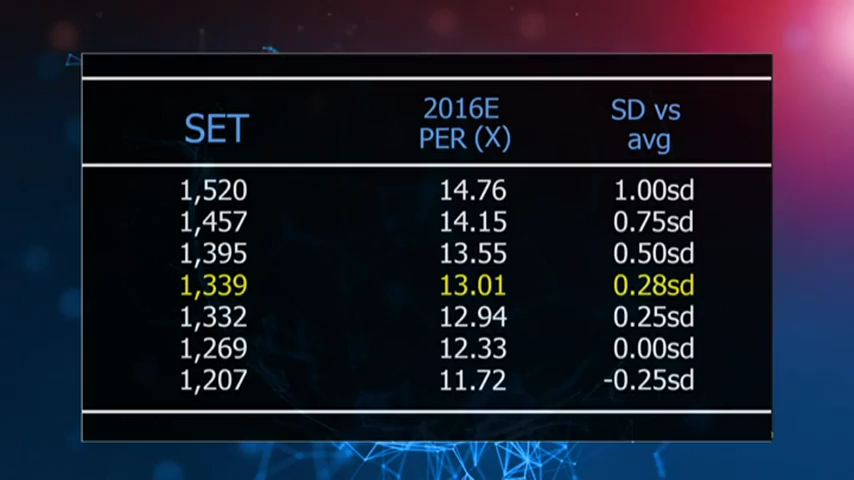 SET 2016E PER (X) SD vs avg
1,520 14.76 1.00sd
1,457 14.15 0.75sd
1,395 13.55 0.50sd
1,339 13.01 0.28sd
1,332 12.94 0.25sd
1,269 12.33 0.00sd
1,207 11.72 -0.25sd